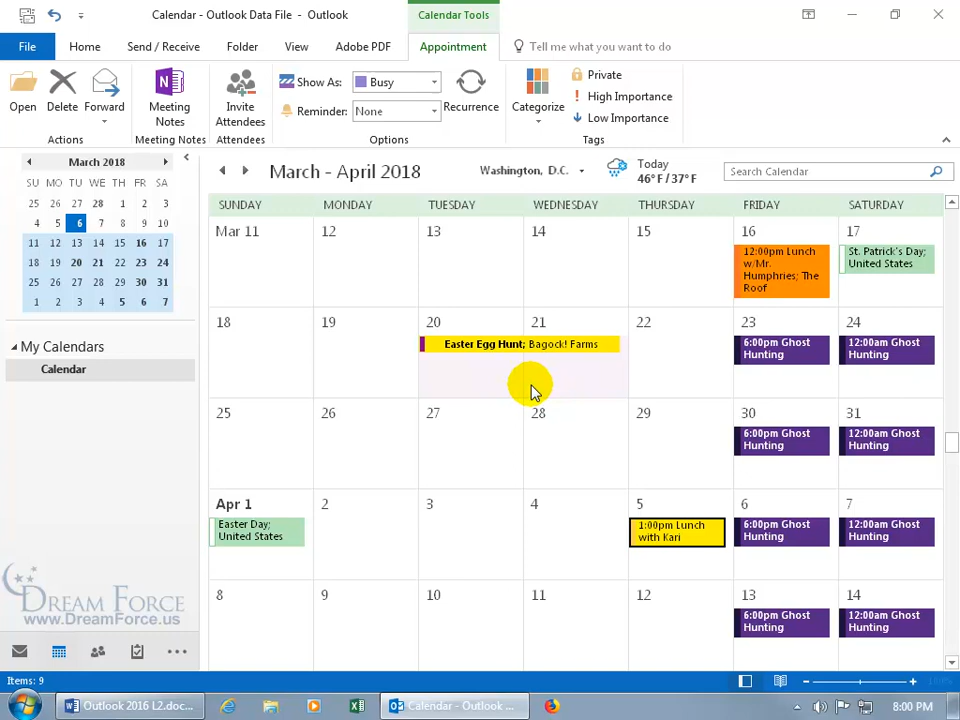 Calendar - Outlook Data File - Outlook
Calendar Tools
File
Home
Send / Receive
Folder
View
Adobe PDF
Appointment
Tell me what you want to do
Open
Delete
Forward
Actions
Meeting
Notes
Meeting Notes
Invite
Attendees
Attendees
Show As:
Busy
Reminder:
None
Recurrence
Options
Categorize
Private
High Importance
Low Importance
Tags
March 2018
SU MO TU WE TH FR SA
25 26 27 28 1 2 3
4 5 6 7 8 9 10
11 12 13 14 15 16 17
18 19 20 21 22 23 24
25 26 27 28 29 30 31
1 2 3 4 5 6 7
My Calendars
Calendar
DREAM FORCE
www.DreamForce.us
March - April 2018
Washington, D.C.
Today
46°F / 37°F
Search Calendar
SUNDAY MONDAY TUESDAY WEDNESDAY THURSDAY FRIDAY SATURDAY
Mar 11 12 13 14 15 16 17
12:00pm Lunch
w/Mr.
Humphries; The
Roof
St. Patrick's Day;
United States
18 19 20 21 22 23 24
Easter Egg Hunt; Bagock! Farms
6:00pm Ghost
Hunting
12:00am Ghost
Hunting
25 26 27 28 29 30 31
6:00pm Ghost
Hunting
12:00am Ghost
Hunting
Apr 1 2 3 4 5 6 7
Easter Day;
United States
1:00pm Lunch
with Kari
6:00pm Ghost
Hunting
12:00am Ghost
Hunting
8 9 10 11 12 13 14
6:00pm Ghost
Hunting
12:00am Ghost
Hunting
Items: 9
Outlook 2016 L2.doc...
Calendar - Outlook ...
8:00 PM